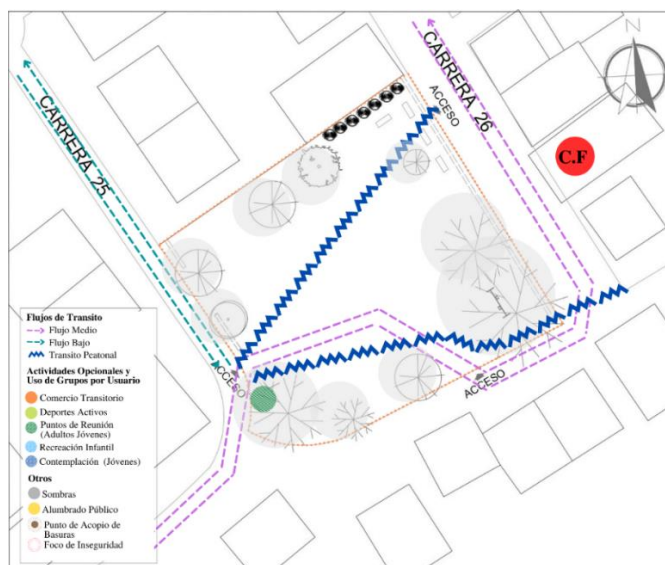 N
CARRERA 25
CARRERA 26
ACCESO
C.F
ACCESO
ACCESO
Flujos de Transito
Flujo Medio
Flujo Bajo
Transito Peatonal
Actividades Opcionales y
Uso de Grupos por Usuario
Comercio Transitorio
Deportes Activos
Puntos de Reunión
(Adultos Jóvenes)
Recreación Infantil
Contemplación (Jóvenes)
Otros
Sombras
Alumbrado Público
Punto de Acopio de
Basuras
Foco de Inseguridad